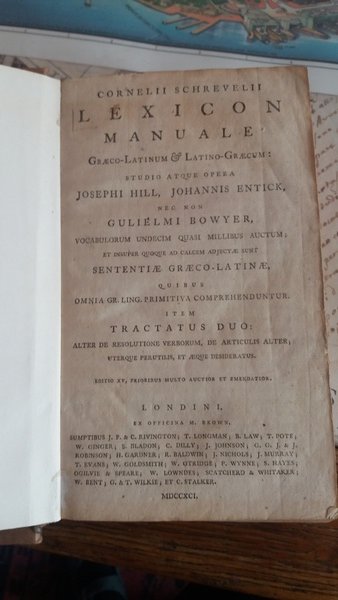 CORNELII SCHREVELII
LEXICON
MANUALE
GRÆCO-LATINUM & LATINO-GRÆCUM:
STUDIO ATQUE OPERA
JOSEPHI HILL, JOHANNIS ENTICK,
NEC NON
GULIELMI BOWYER,
VOCABULORUM UNDECIM QUASI MILLIBUS AUCTUM;
ET INSUPER QUOQUE AD CALCEM ADJECTÆ SUNT
SENTENTIÆ GRÆCO-LATINÆ,
QUIBUS
OMNIA GR. LING. PRIMITIVA COMPREHENDUNTUR.
ITEM
TRACTATUS DUO:
ALTER DE RESOLUTIONE VERBORUM, DE ARTICULIS ALTER;
UTERQUE PERUTILIS, ET ÆQUE DESIDERATUS.
EDITIO XV, PRIORIBUS MULTO AUCTIOR ET EMENDATIOR.
LONDINI,
EX OFFICINA M. BROWN,
SUMPTIBUS J. F. & C. RIVINGTON; T. LONGMAN; B. LAW; T. POTE;
W. GINGER; S. BLADON; C. DILLY; J. JOHNSON; G. G. J. & J.
ROBINSON; H. GARDNER; R. BALDWIN; J. NICHOLS; J. MURRAY;
T. EVANS; W. GOLDSMITH; W. OTRIDGE; P. WYNNE; S. HAYES;
OGILVIE & SPEARE; W. LOWNDES; SCATCHERD & WHITAKER;
W. BENT; G. & T. WILKIE; ET C. STALKER.
MDCCXCI.